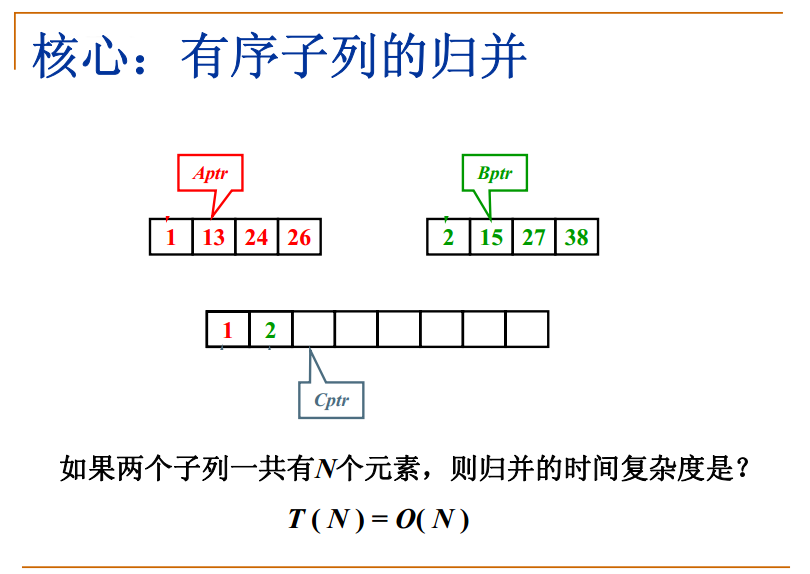 核心：有序子列的归并
Aptr
Bptr
1 13 24 26
2 15 27 38
1 2
Cptr
如果两个子列一共有N个元素，则归并的时间复杂度是？
T ( N ) = O( N )